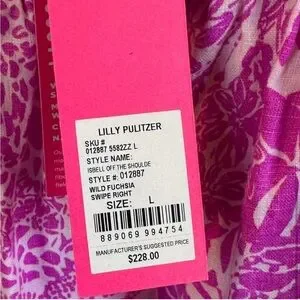 LILLY PULITZER
SKU #
012887 5582ZZ L
STYLE NAME:
ISBELL OFF THE SHOULDE
STYLE #: 012887
WILD FUCHSIA
SWIPE RIGHT
SIZE: L
889069 994754
MANUFACTURER'S SUGGESTED PRICE
$228.00